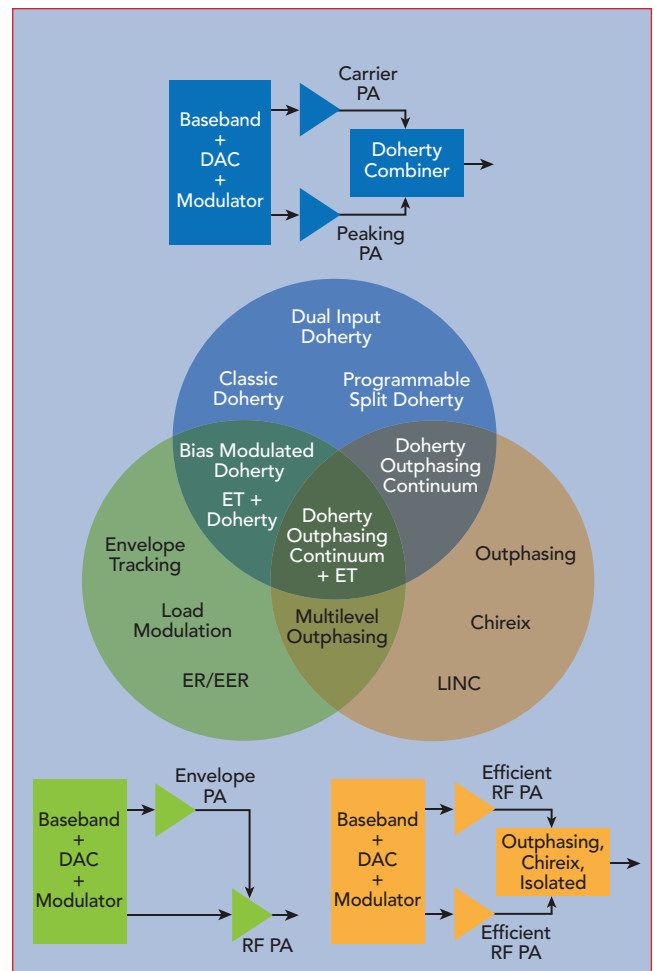 Carrier
PA
Baseband
+
DAC
+
Modulator
Doherty
Combiner
Peaking
PA
Dual Input
Doherty
Classic
Doherty
Programmable
Split Doherty
Bias Modulated
Doherty
ET +
Doherty
Doherty
Outphasing
Continuum
Doherty
Outphasing
Continuum
+ ET
Envelope
Tracking
Outphasing
Load
Modulation
Multilevel
Outphasing
Chireix
ER/EER
LINC
Envelope
PA
Baseband
+
DAC
+
Modulator
RF PA
Efficient
RF PA
Baseband
+
DAC
+
Modulator
Outphasing,
Chireix,
Isolated
Efficient
RF PA